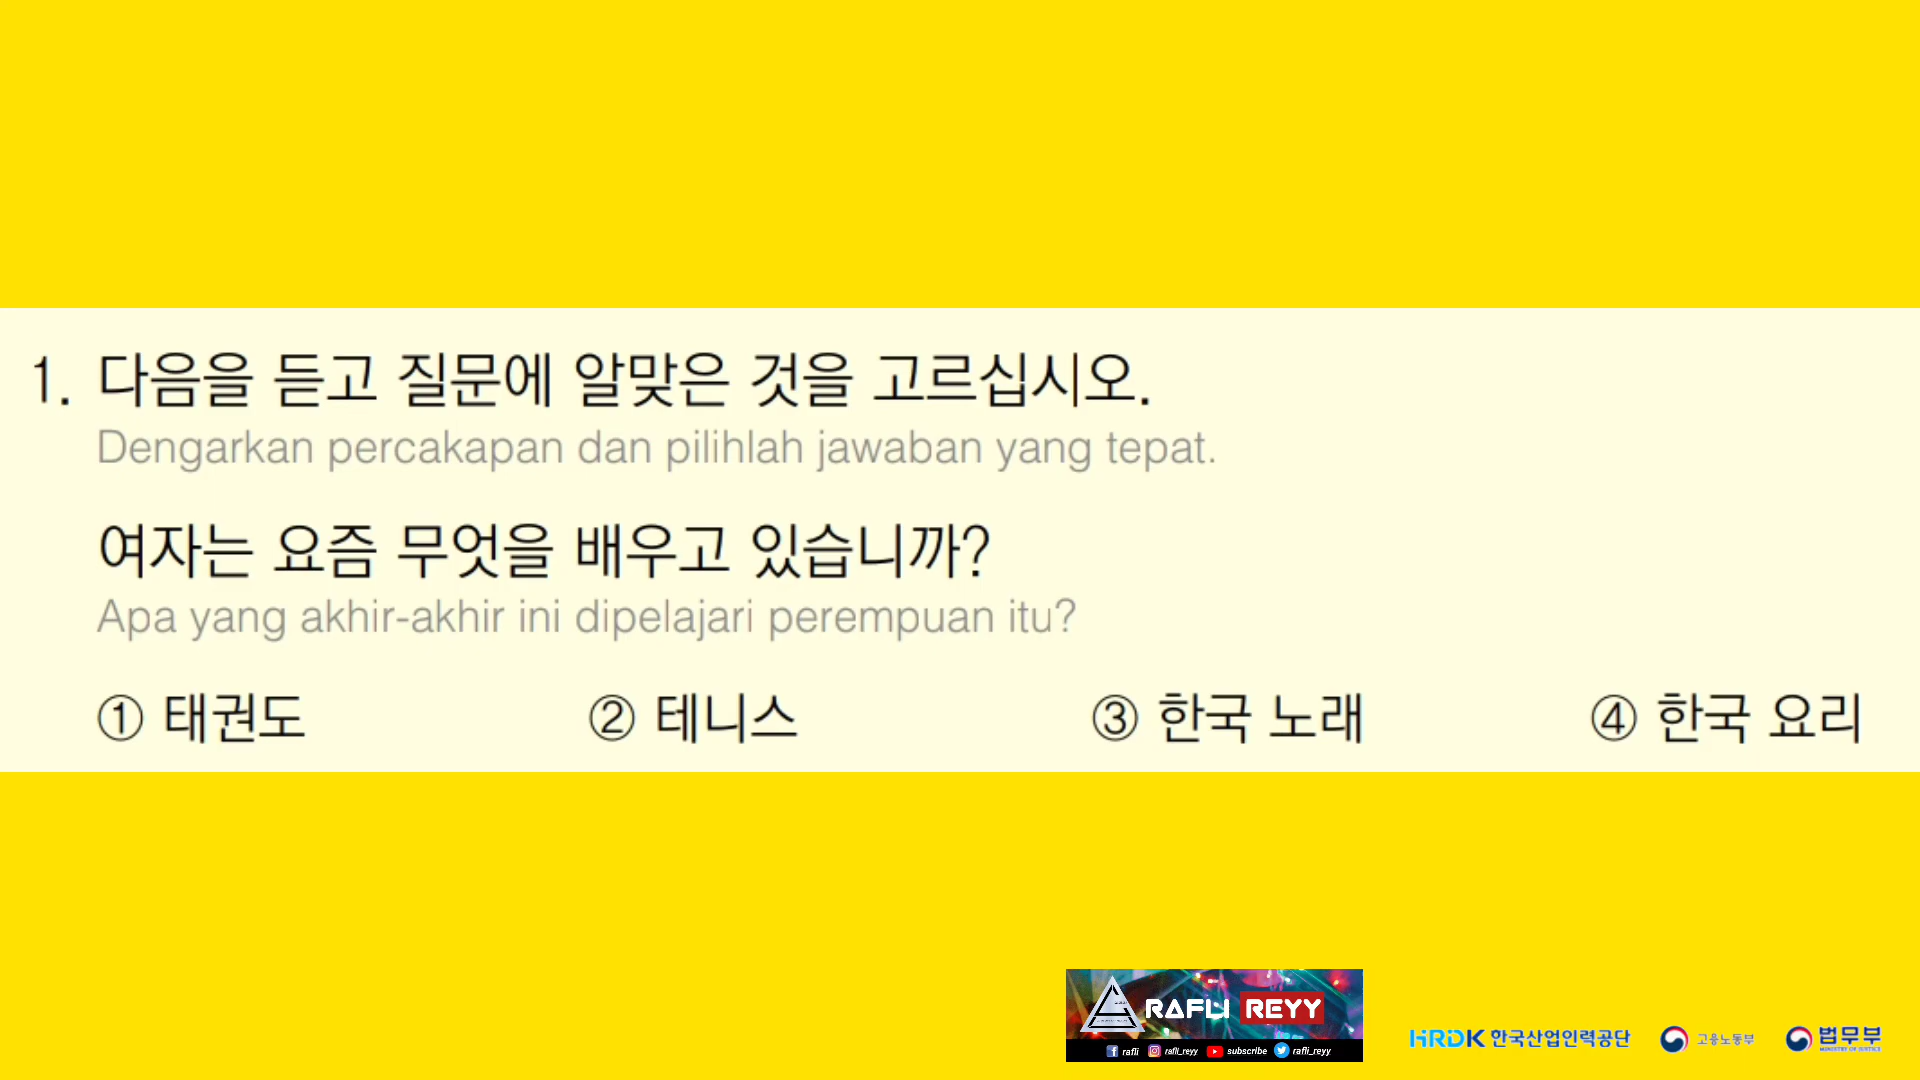 1. 다음을 듣고 질문에 알맞은 것을 고르십시오.
Dengarkan percakapan dan pilihlah jawaban yang tepat.
여자는 요즘 무엇을 배우고 있습니까?
Apa yang akhir-akhir ini dipelajari perempuan itu?
① 태권도 ② 테니스 ③ 한국 노래 ④ 한국 요리
RAFLI REYY
rafli rafli_reyy subscribe rafli_reyy
HRDK 한국산업인력공단 고용노동부 법무부
MINISTRY OF JUSTICE